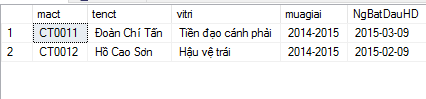 mact tenct vitri muagiai NgBatDauHD
1 CT0011 Đoàn Chí Tấn Tiền đạo cánh phải 2014-2015 2015-03-09
2 CT0012 Hồ Cao Sơn Hậu vệ trái 2014-2015 2015-02-09